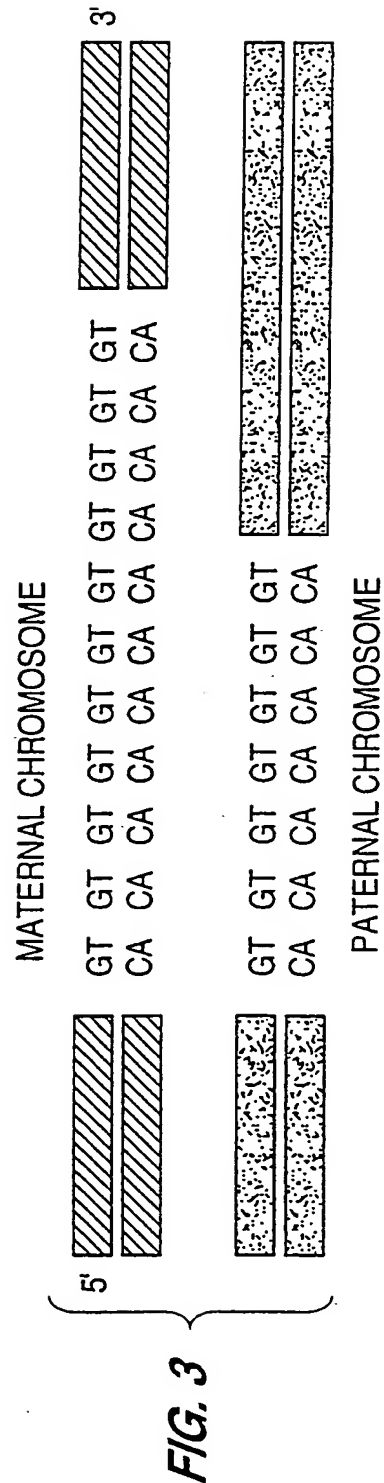 MATERNAL CHROMOSOME
5' GT GT GT GT GT GT GT GT GT GT GT 3'
CA CA CA CA CA CA CA CA CA CA CA
GT GT GT GT GT GT GT
CA CA CA CA CA CA CA
PATERNAL CHROMOSOME
FIG. 3